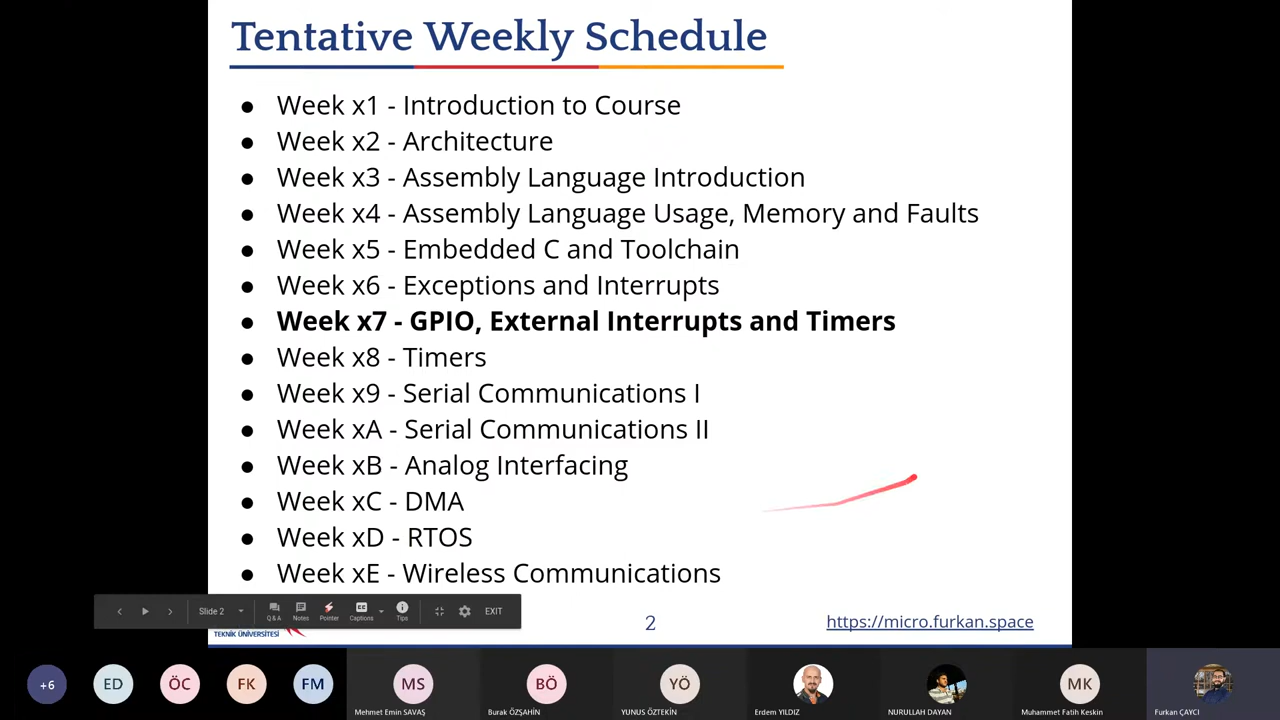 Tentative Weekly Schedule
● Week x1 - Introduction to Course
● Week x2 - Architecture
● Week x3 - Assembly Language Introduction
● Week x4 - Assembly Language Usage, Memory and Faults
● Week x5 - Embedded C and Toolchain
● Week x6 - Exceptions and Interrupts
● Week x7 - GPIO, External Interrupts and Timers
● Week x8 - Timers
● Week x9 - Serial Communications I
● Week xA - Serial Communications II
● Week xB - Analog Interfacing
● Week xC - DMA
● Week xD - RTOS
● Week xE - Wireless Communications
Slide 2 Q & A Notes Pointer Captions Tips EXIT
TEKNİK ÜNİVERSİTESİ 2 https://micro.furkan.space
+6 ED ÖC FK FM MS BÖ YÖ MK
Mehmet Emin SAVAŞ Burak ÖZŞAHİN YUNUS ÖZTEKİN Erdem YILDIZ NURULLAH DAYAN Muhammet Fatih Keskin Furkan ÇAYCI